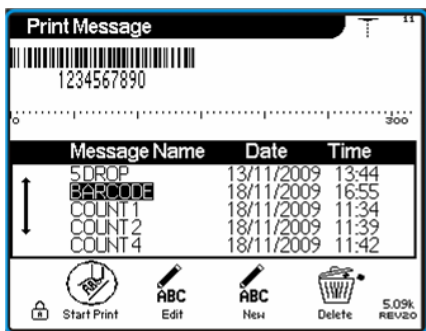 Print Message
11
1234567890
0 300
Message Name Date Time
5DROP 13/11/2009 13:44
BARCODE 18/11/2009 16:55
COUNT1 18/11/2009 11:34
COUNT2 18/11/2009 11:39
COUNT4 18/11/2009 11:42
ABC ABC ABC
Start Print Edit New Delete
5.09k
REV20